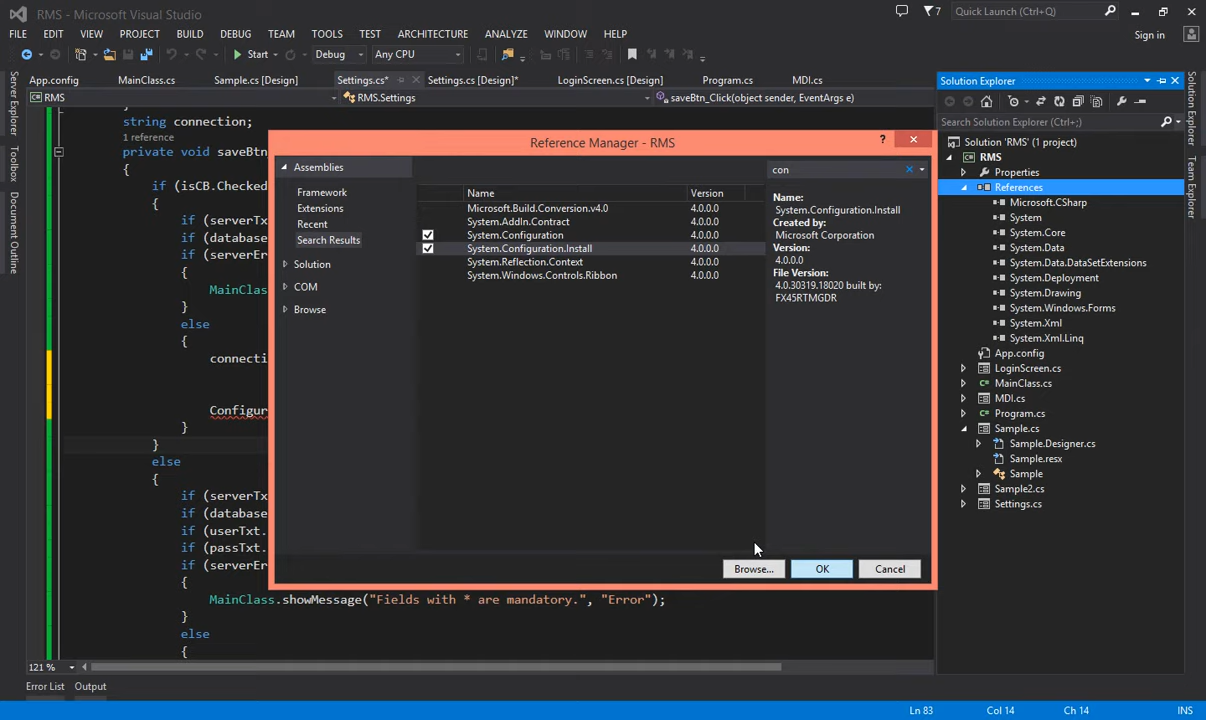 RMS - Microsoft Visual Studio
7
Quick Launch (Ctrl+Q)
FILE EDIT VIEW PROJECT BUILD DEBUG TEAM TOOLS TEST ARCHITECTURE ANALYZE WINDOW HELP
Sign in
Start Debug Any CPU
App.config MainClass.cs Sample.cs [Design] Settings.cs* Settings.cs [Design]* LoginScreen.cs [Design] Program.cs MDI.cs
RMS RMS.Settings saveBtn_Click(object sender, EventArgs e)
Server Explorer
Toolbox
Document Outline
string connection;
1 reference
private void saveBtn
{
if (isCB.Checked
{
if (serverTx
if (database
if (serverEr
{
MainClas
}
else
{
connecti
Configur
}
}
else
{
if (serverTx
if (database
if (userTxt.
if (passTxt.
if (serverEr
{
MainClass.showMessage("Fields with * are mandatory.", "Error");
}
else
{
121 %
Reference Manager - RMS
?
Assemblies
Framework
Extensions
Recent
Search Results
Solution
COM
Browse
Name Version
Microsoft.Build.Conversion.v4.0 4.0.0.0
System.AddIn.Contract 4.0.0.0
System.Configuration 4.0.0.0
System.Configuration.Install 4.0.0.0
System.Reflection.Context 4.0.0.0
System.Windows.Controls.Ribbon 4.0.0.0
con
Name:
System.Configuration.Install
Created by:
Microsoft Corporation
Version:
4.0.0.0
File Version:
4.0.30319.18020 built by:
FX45RTMGDR
Browse... OK Cancel
Solution Explorer
Search Solution Explorer (Ctrl+;)
Solution 'RMS' (1 project)
RMS
Properties
References
Microsoft.CSharp
System
System.Core
System.Data
System.Data.DataSetExtensions
System.Deployment
System.Drawing
System.Windows.Forms
System.Xml
System.Xml.Linq
App.config
LoginScreen.cs
MainClass.cs
MDI.cs
Program.cs
Sample.cs
Sample.Designer.cs
Sample.resx
Sample
Sample2.cs
Settings.cs
Solution Explorer
Team Explorer
Error List Output
Ln 83 Col 14 Ch 14 INS